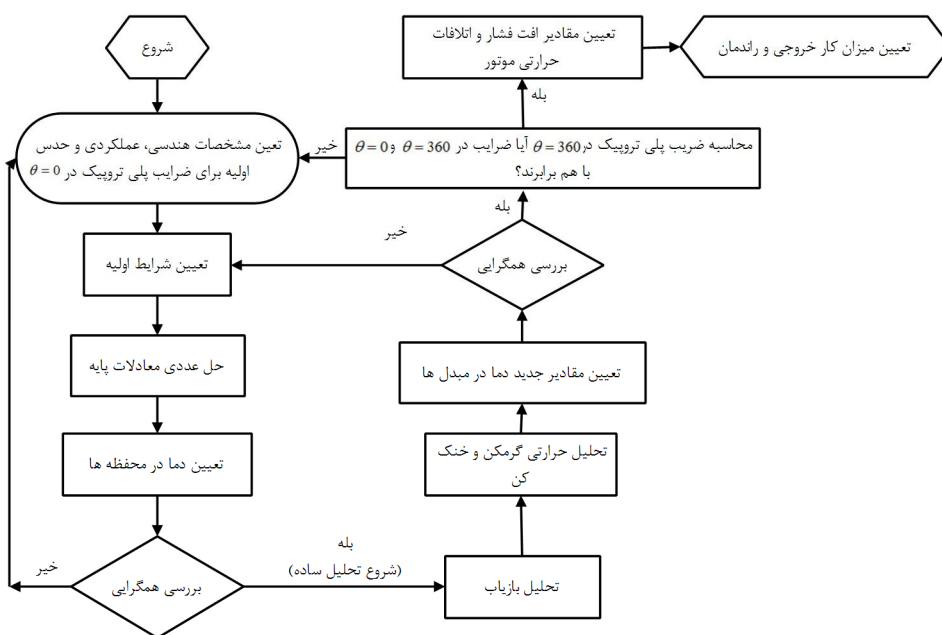 شروع
تعین مشخصات هندسی، عملکردی و حدس
اولیه برای ضرایب پلی تروپیک در θ = 0
تعیین شرایط اولیه
حل عددی معادلات پایه
تعیین دما در محفظه ها
بررسی همگرایی
خیر
بله
(شروع تحلیل ساده)
تحلیل بازیاب
تحلیل حرارتی گرمکن و خنک
کن
تعیین مقادیر جدید دما در مبدل ها
بررسی همگرایی
خیر
بله
محاسبه ضریب پلی تروپیک در θ = 360، آیا ضرایب در θ = 360 و θ = 0
با هم برابرند؟
خیر
بله
تعیین مقادیر افت فشار و اتلافات
حرارتی موتور
تعیین میزان کار خروجی و راندمان